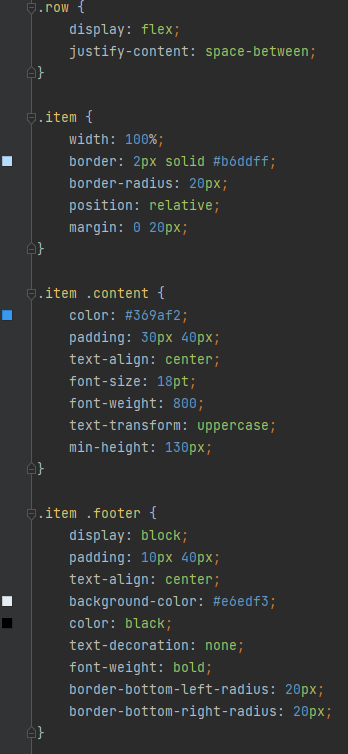 .row {
    display: flex;
    justify-content: space-between;
}

.item {
    width: 100%;
    border: 2px solid #b6ddff;
    border-radius: 20px;
    position: relative;
    margin: 0 20px;
}

.item .content {
    color: #369af2;
    padding: 30px 40px;
    text-align: center;
    font-size: 18pt;
    font-weight: 800;
    text-transform: uppercase;
    min-height: 130px;
}

.item .footer {
    display: block;
    padding: 10px 40px;
    text-align: center;
    background-color: #e6edf3;
    color: black;
    text-decoration: none;
    font-weight: bold;
    border-bottom-left-radius: 20px;
    border-bottom-right-radius: 20px;
}